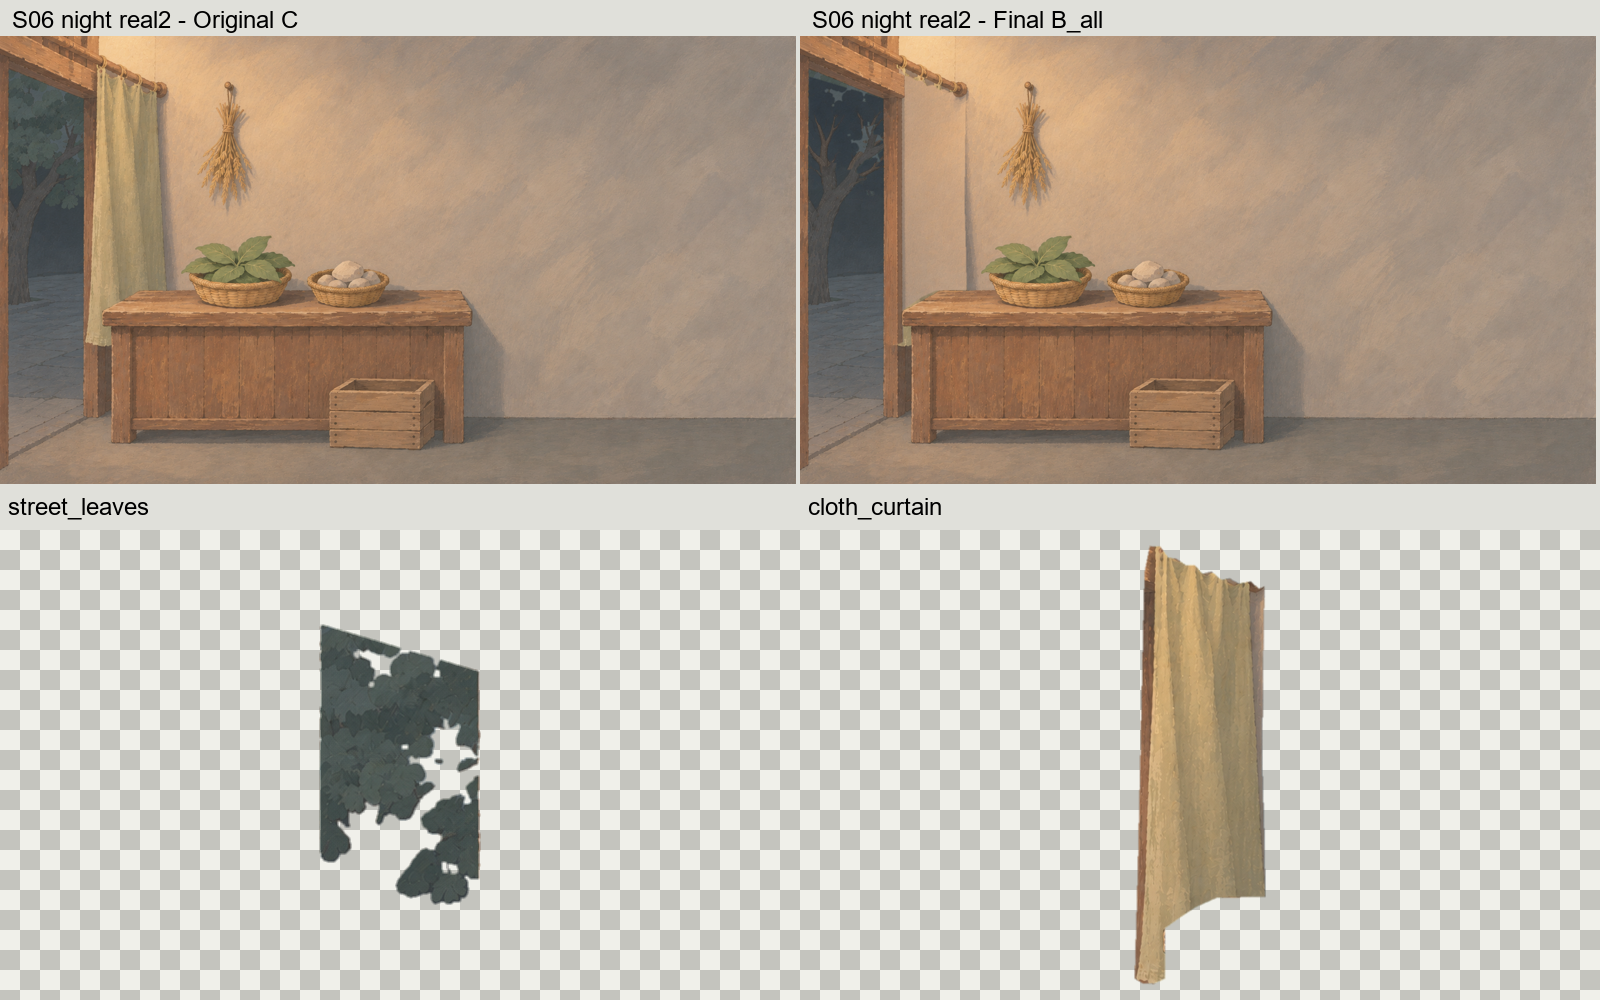 S06 night real2 - Original C
S06 night real2 - Final B_all
street_leaves
cloth_curtain